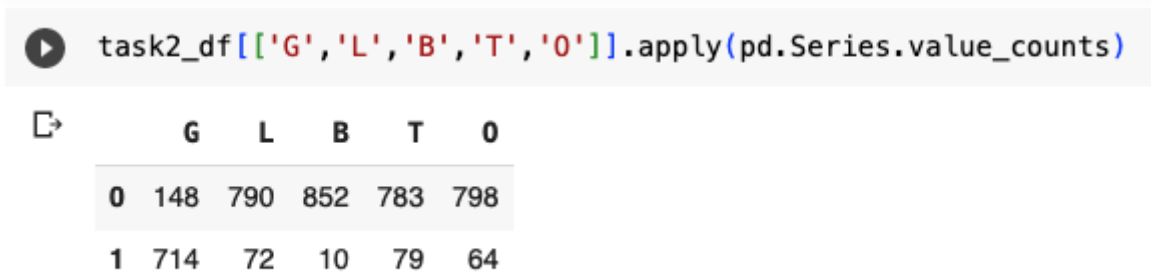 task2_df[['G','L','B','T','O']].apply(pd.Series.value_counts)
G L B T O
0 148 790 852 783 798
1 714 72 10 79 64